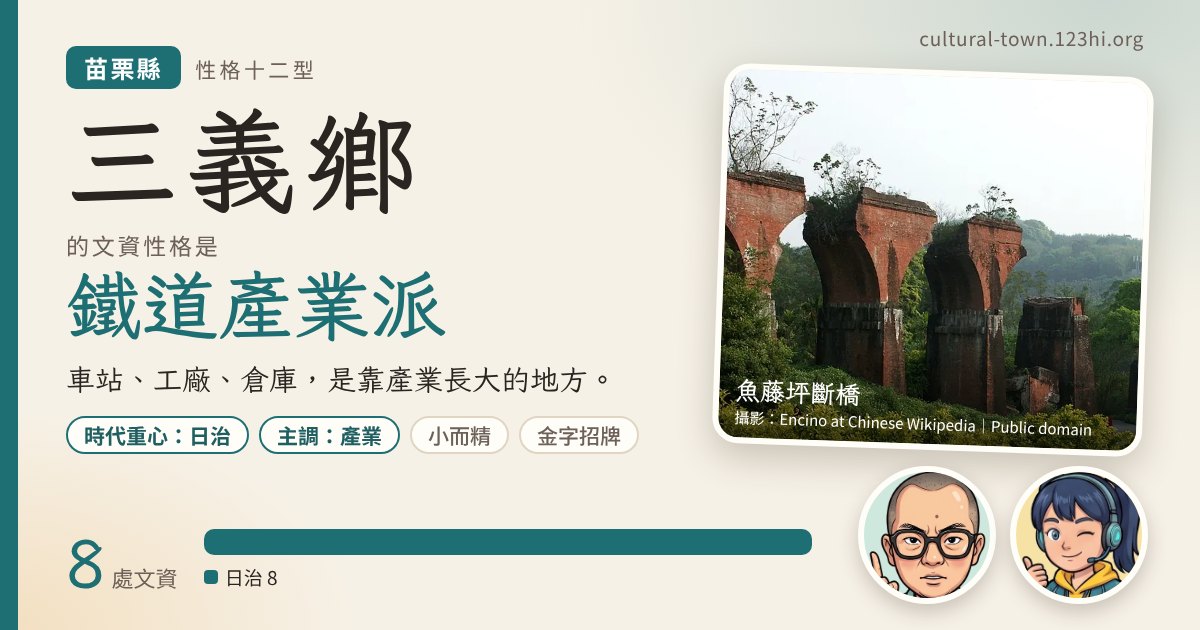 苗栗縣 性格十二型
cultural-town.123hi.org
三義鄉
的文資性格是
鐵道產業派
車站、工廠、倉庫，是靠產業長大的地方。
時代重心：日治 主調：產業 小而精 金字招牌
魚藤坪斷橋
攝影：Encino at Chinese Wikipedia｜Public domain
8 處文資
日治 8